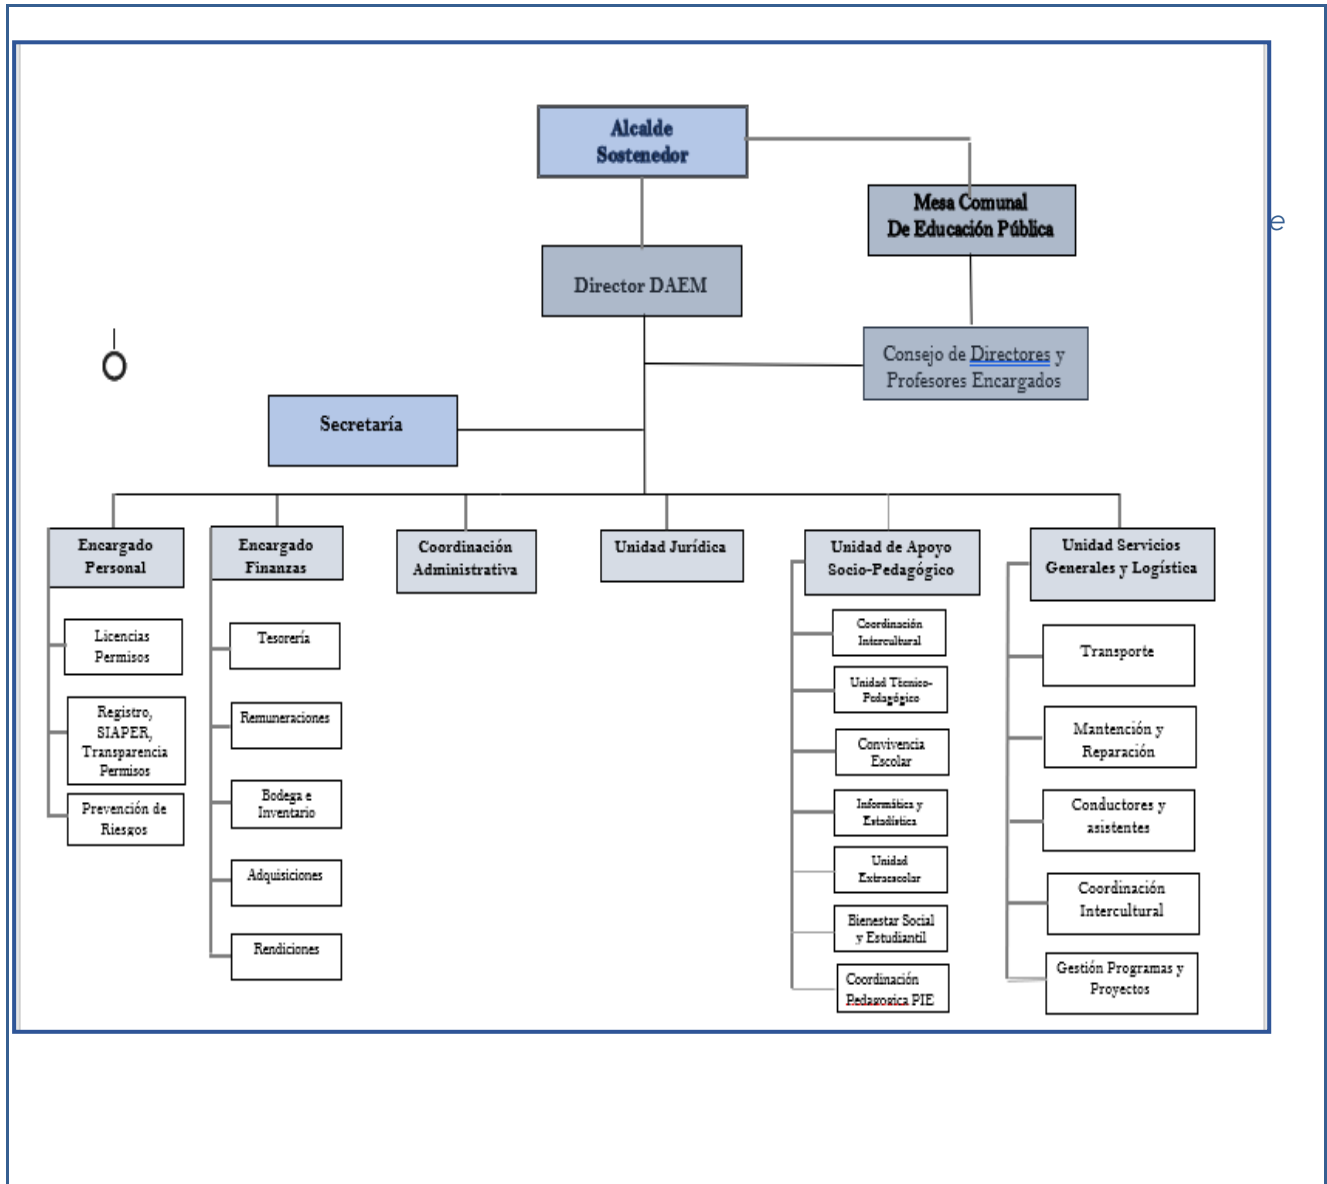 Alcalde
Sostenedor
Mesa Comunal
De Educación Pública
e
Director DAEM
Consejo de Directores y
Profesores Encargados
Secretaría
Encargado
Personal
Licencias
Permisos
Registro,
SIAPER,
Transparencia
Permisos
Prevención de
Riesgos
Encargado
Finanzas
Tesorería
Remuneraciones
Bodega e
Inventario
Adquisiciones
Rendiciones
Coordinación
Administrativa
Unidad Jurídica
Unidad de Apoyo
Socio-Pedagógico
Coordinación
Intercultural
Unidad Técnico-
Pedagógico
Convivencia
Escolar
Informática y
Estadística
Unidad
Extraescolar
Bienestar Social
y Estudiantil
Coordinación
Pedagogica PIE
Unidad Servicios
Generales y Logística
Transporte
Mantención y
Reparación
Conductores y
asistentes
Coordinación
Intercultural
Gestión Programas y
Proyectos